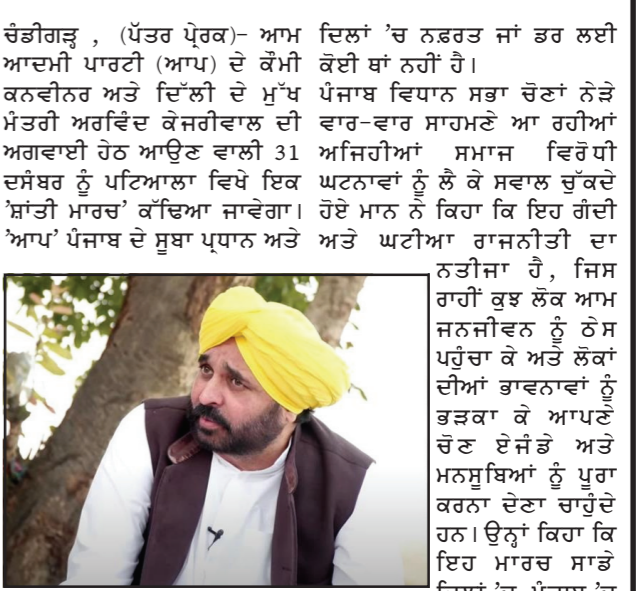 ਚੰਡੀਗੜ੍ਹ , (ਪੱਤਰ ਪ੍ਰੇਰਕ)- ਆਮ
ਆਦਮੀ ਪਾਰਟੀ (ਆਪ) ਦੇ ਕੌਮੀ
ਕਨਵੀਨਰ ਅਤੇ ਦਿੱਲੀ ਦੇ ਮੁੱਖ
ਮੰਤਰੀ ਅਰਵਿੰਦ ਕੇਜਰੀਵਾਲ ਦੀ
ਅਗਵਾਈ ਹੇਠ ਆਉਣ ਵਾਲੀ 31
ਦਸੰਬਰ ਨੂੰ ਪਟਿਆਲਾ ਵਿਖੇ ਇਕ
'ਸ਼ਾਂਤੀ ਮਾਰਚ' ਕੱਢਿਆ ਜਾਵੇਗਾ।
'ਆਪ' ਪੰਜਾਬ ਦੇ ਸੂਬਾ ਪ੍ਰਧਾਨ ਅਤੇ
ਦਿਲਾਂ 'ਚ ਨਫ਼ਰਤ ਜਾਂ ਡਰ ਲਈ
ਕੋਈ ਥਾਂ ਨਹੀਂ ਹੈ।
ਪੰਜਾਬ ਵਿਧਾਨ ਸਭਾ ਚੋਣਾਂ ਨੇੜੇ
ਵਾਰ-ਵਾਰ ਸਾਹਮਣੇ ਆ ਰਹੀਆਂ
ਅਜਿਹੀਆਂ ਸਮਾਜ ਵਿਰੋਧੀ
ਘਟਨਾਵਾਂ ਨੂੰ ਲੈ ਕੇ ਸਵਾਲ ਚੁੱਕਦੇ
ਹੋਏ ਮਾਨ ਨੇ ਕਿਹਾ ਕਿ ਇਹ ਗੰਦੀ
ਅਤੇ ਘਟੀਆ ਰਾਜਨੀਤੀ ਦਾ
ਨਤੀਜਾ ਹੈ, ਜਿਸ
ਰਾਹੀਂ ਕੁਝ ਲੋਕ ਆਮ
ਜਨਜੀਵਨ ਨੂੰ ਠੇਸ
ਪਹੁੰਚਾ ਕੇ ਅਤੇ ਲੋਕਾਂ
ਦੀਆਂ ਭਾਵਨਾਵਾਂ ਨੂੰ
ਭੜਕਾ ਕੇ ਆਪਣੇ
ਚੋਣ ਏਜੰਡੇ ਅਤੇ
ਮਨਸੂਬਿਆਂ ਨੂੰ ਪੂਰਾ
ਕਰਨਾ ਦੇਣਾ ਚਾਹੁੰਦੇ
ਹਨ। ਉਨ੍ਹਾਂ ਕਿਹਾ ਕਿ
ਇਹ ਮਾਰਚ ਸਾਡੇ